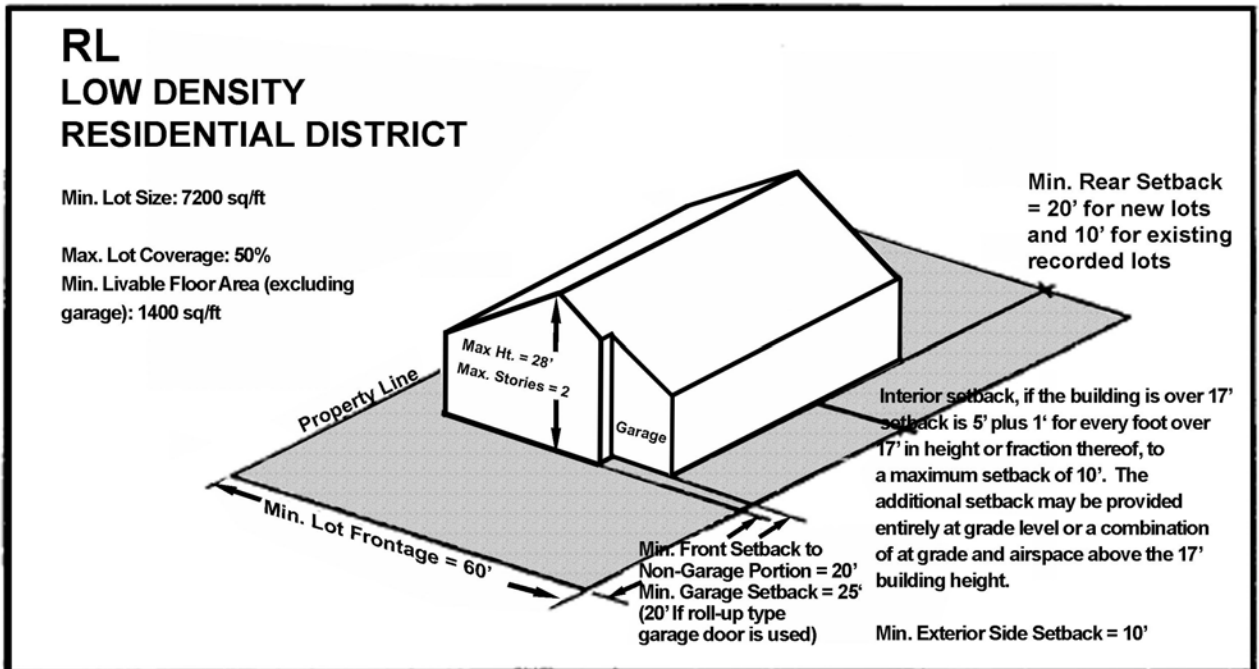 RL
LOW DENSITY
RESIDENTIAL DISTRICT
Min. Lot Size: 7200 sq/ft
Max. Lot Coverage: 50%
Min. Livable Floor Area (excluding
garage): 1400 sq/ft
Min. Rear Setback
= 20’ for new lots
and 10’ for existing
recorded lots
Max Ht. = 28’
Max. Stories = 2
Garage
Property Line
Min. Lot Frontage = 60’
Min. Front Setback to
Non-Garage Portion = 20’
Min. Garage Setback = 25‘
(20’ If roll-up type
garage door is used)
Interior setback, if the building is over 17’
setback is 5’ plus 1‘ for every foot over
17’ in height or fraction thereof, to
a maximum setback of 10’. The
additional setback may be provided
entirely at grade level or a combination
of at grade and airspace above the 17’
building height.
Min. Exterior Side Setback = 10’